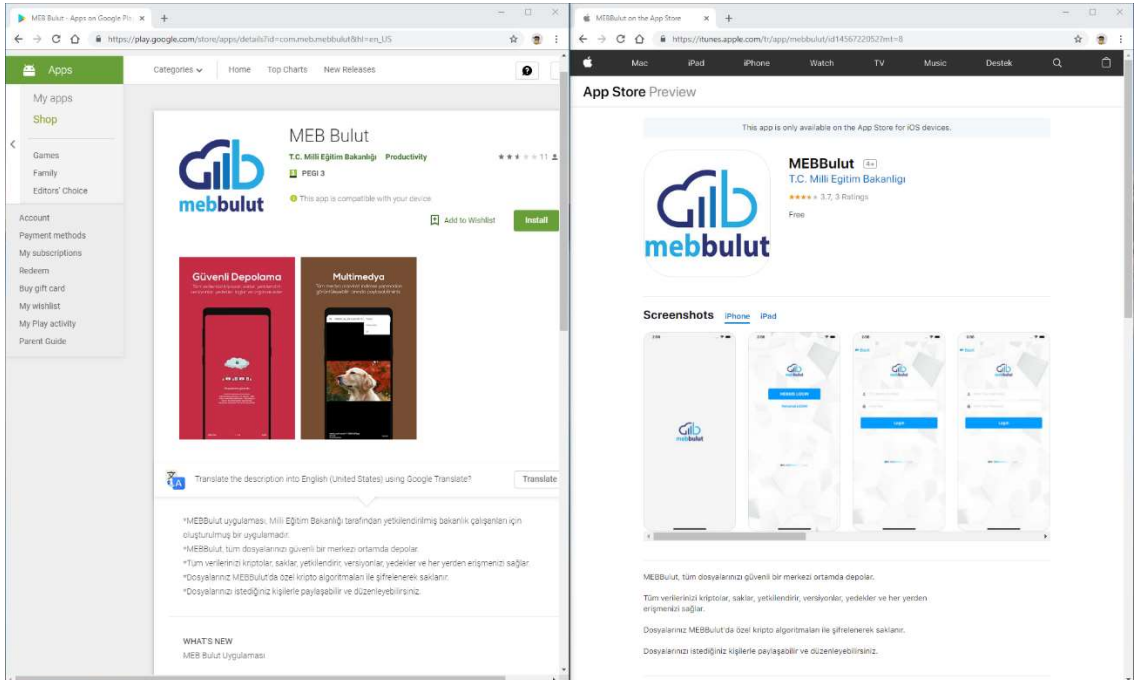 MEB Bulut - Apps on Google Pla
https://play.google.com/store/apps/details?id=com.meb.mebbulut&hl=en_US
Apps
Categories
Home
Top Charts
New Releases
My apps
Shop
Games
Family
Editors' Choice
Account
Payment methods
My subscriptions
Redeem
Buy gift card
My wishlist
My Play activity
Parent Guide
mebbulut
MEB Bulut
T.C. Milli Eğitim Bakanlığı Productivity
11
PEGI 3
This app is compatible with your device
Add to Wishlist
Install
Güvenli Depolama
Multimedya
Translate the description into English (United States) using Google Translate?
Translate
*MEBBulut uygulaması, Milli Eğitim Bakanlığı tarafından yetkilendirilmiş bakanlık çalışanları için
oluşturulmuş bir uygulamadır.
*MEBBulut, tüm dosyalarınızı güvenli bir merkezi ortamda depolar.
*Tüm verilerinizi kriptolar, saklar, yetkilendirir, versiyonlar, yedekler ve her yerden erişmenizi sağlar.
*Dosyalarınız MEBBulut'da özel kripto algoritmaları ile şifrelenerek saklanır.
*Dosyalarınızı istediğiniz kişilerle paylaşabilir ve düzenleyebilirsiniz.
WHAT'S NEW
MEB Bulut Uygulaması
MEBBulut on the App Store
https://itunes.apple.com/tr/app/mebbulut/id1456722052?mt=8
Mac
iPad
iPhone
Watch
TV
Music
Destek
App Store Preview
This app is only available on the App Store for iOS devices.
mebbulut
MEBBulut 4+
T.C. Milli Egitim Bakanligi
3.7, 3 Ratings
Free
Screenshots iPhone iPad
mebbulut
Login
Login
MEBBulut, tüm dosyalarınızı güvenli bir merkezi ortamda depolar.
Tüm verilerinizi kriptolar, saklar, yetkilendirir, versiyonlar, yedekler ve her yerden
erişmenizi sağlar.
Dosyalarınız MEBBulut'da özel kripto algoritmaları ile şifrelenerek saklanır.
Dosyalarınızı istediğiniz kişilerle paylaşabilir ve düzenleyebilirsiniz.